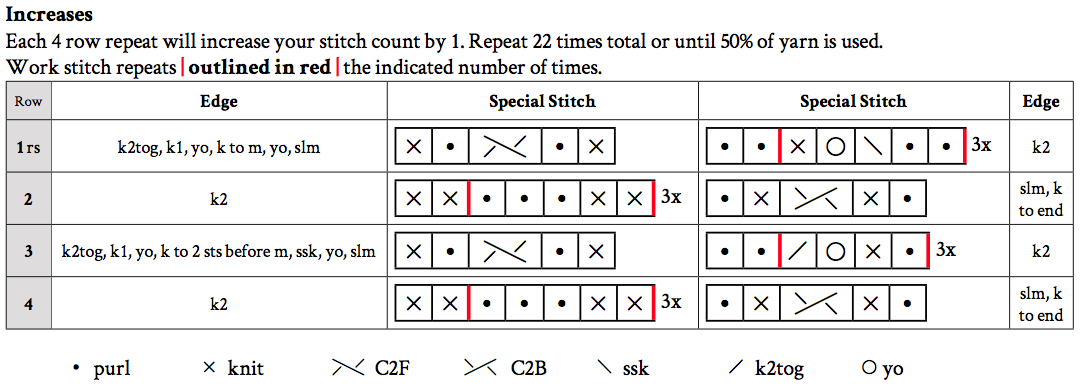 Increases
Each 4 row repeat will increase your stitch count by 1. Repeat 22 times total or until 50% of yarn is used.
Work stitch repeats | outlined in red | the indicated number of times.
Row Edge Special Stitch Special Stitch Edge
1 rs k2tog, k1, yo, k to m, yo, slm 3x k2
2 k2 3x slm, k
to end
3 k2tog, k1, yo, k to 2 sts before m, ssk, yo, slm 3x k2
4 k2 3x slm, k
to end
purl knit C2F C2B ssk k2tog yo